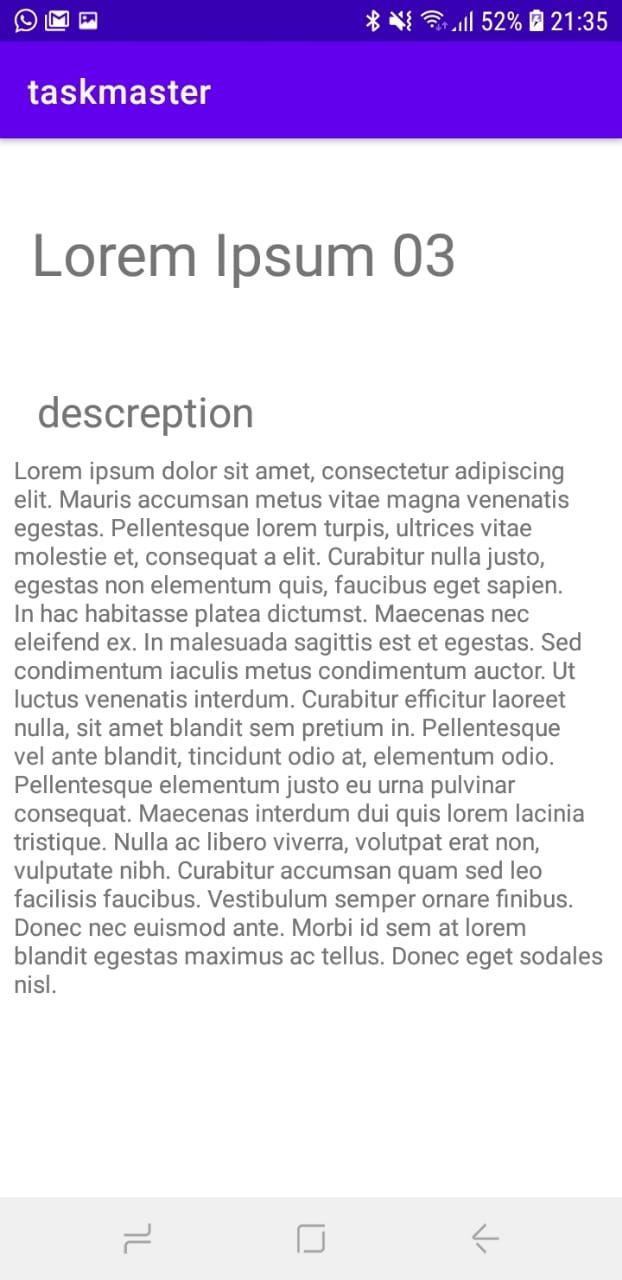 52% 21:35
taskmaster
Lorem Ipsum 03
descreption
Lorem ipsum dolor sit amet, consectetur adipiscing
elit. Mauris accumsan metus vitae magna venenatis
egestas. Pellentesque lorem turpis, ultrices vitae
molestie et, consequat a elit. Curabitur nulla justo,
egestas non elementum quis, faucibus eget sapien.
In hac habitasse platea dictumst. Maecenas nec
eleifend ex. In malesuada sagittis est et egestas. Sed
condimentum iaculis metus condimentum auctor. Ut
luctus venenatis interdum. Curabitur efficitur laoreet
nulla, sit amet blandit sem pretium in. Pellentesque
vel ante blandit, tincidunt odio at, elementum odio.
Pellentesque elementum justo eu urna pulvinar
consequat. Maecenas interdum dui quis lorem lacinia
tristique. Nulla ac libero viverra, volutpat erat non,
vulputate nibh. Curabitur accumsan quam sed leo
facilisis faucibus. Vestibulum semper ornare finibus.
Donec nec euismod ante. Morbi id sem at lorem
blandit egestas maximus ac tellus. Donec eget sodales
nisl.